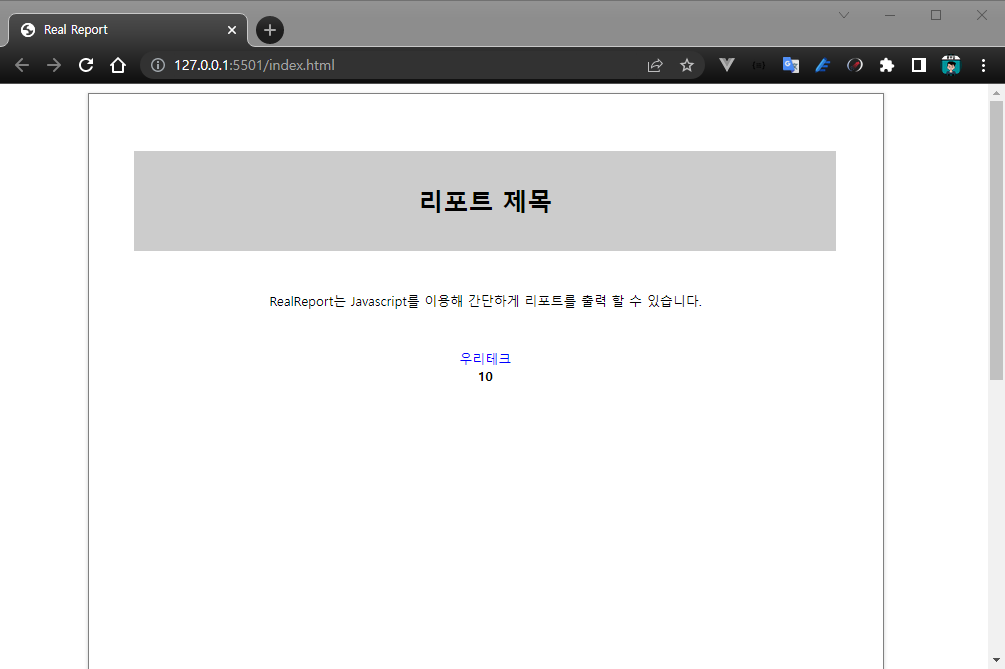 Real Report
127.0.0.1:5501/index.html
리포트 제목
RealReport는 Javascript를 이용해 간단하게 리포트를 출력 할 수 있습니다.
우리테크
10